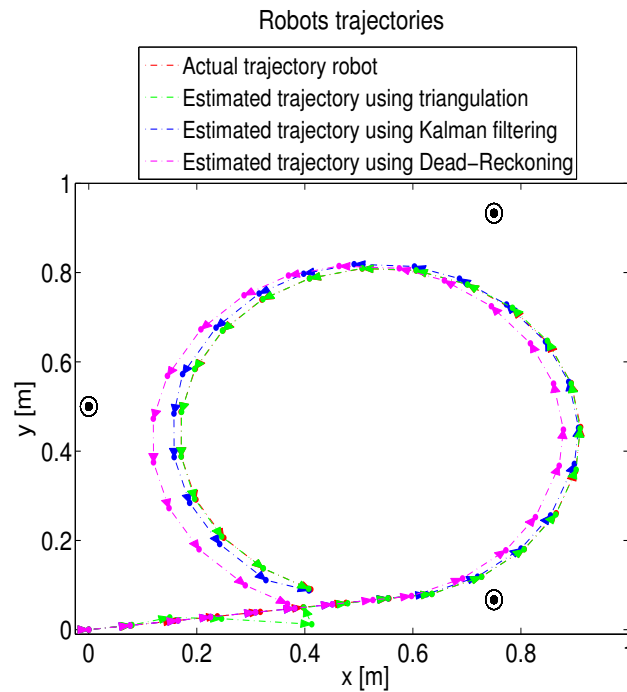 Robots trajectories
Actual trajectory robot
Estimated trajectory using triangulation
Estimated trajectory using Kalman filtering
Estimated trajectory using Dead−Reckoning
1
0.8
0.6
0.4
0.2
0
y [m]
0 0.2 0.4 0.6 0.8 1
x [m]